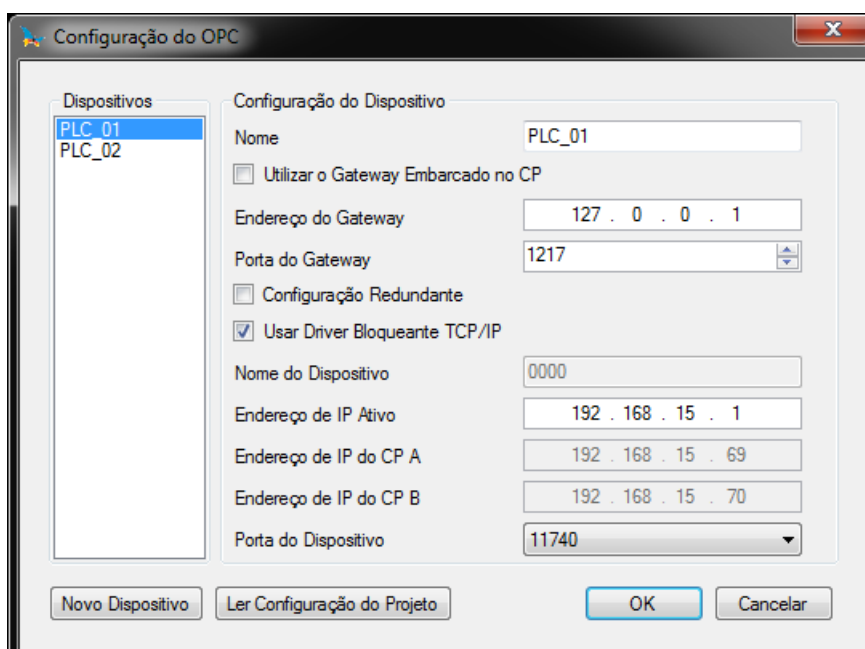 Configuração do OPC
Dispositivos
PLC_01
PLC_02
Configuração do Dispositivo
Nome PLC_01
Utilizar o Gateway Embarcado no CP
Endereço do Gateway 127 . 0 . 0 . 1
Porta do Gateway 1217
Configuração Redundante
Usar Driver Bloqueante TCP/IP
Nome do Dispositivo 0000
Endereço de IP Ativo 192 . 168 . 15 . 1
Endereço de IP do CP A 192 . 168 . 15 . 69
Endereço de IP do CP B 192 . 168 . 15 . 70
Porta do Dispositivo 11740
Novo Dispositivo Ler Configuração do Projeto OK Cancelar